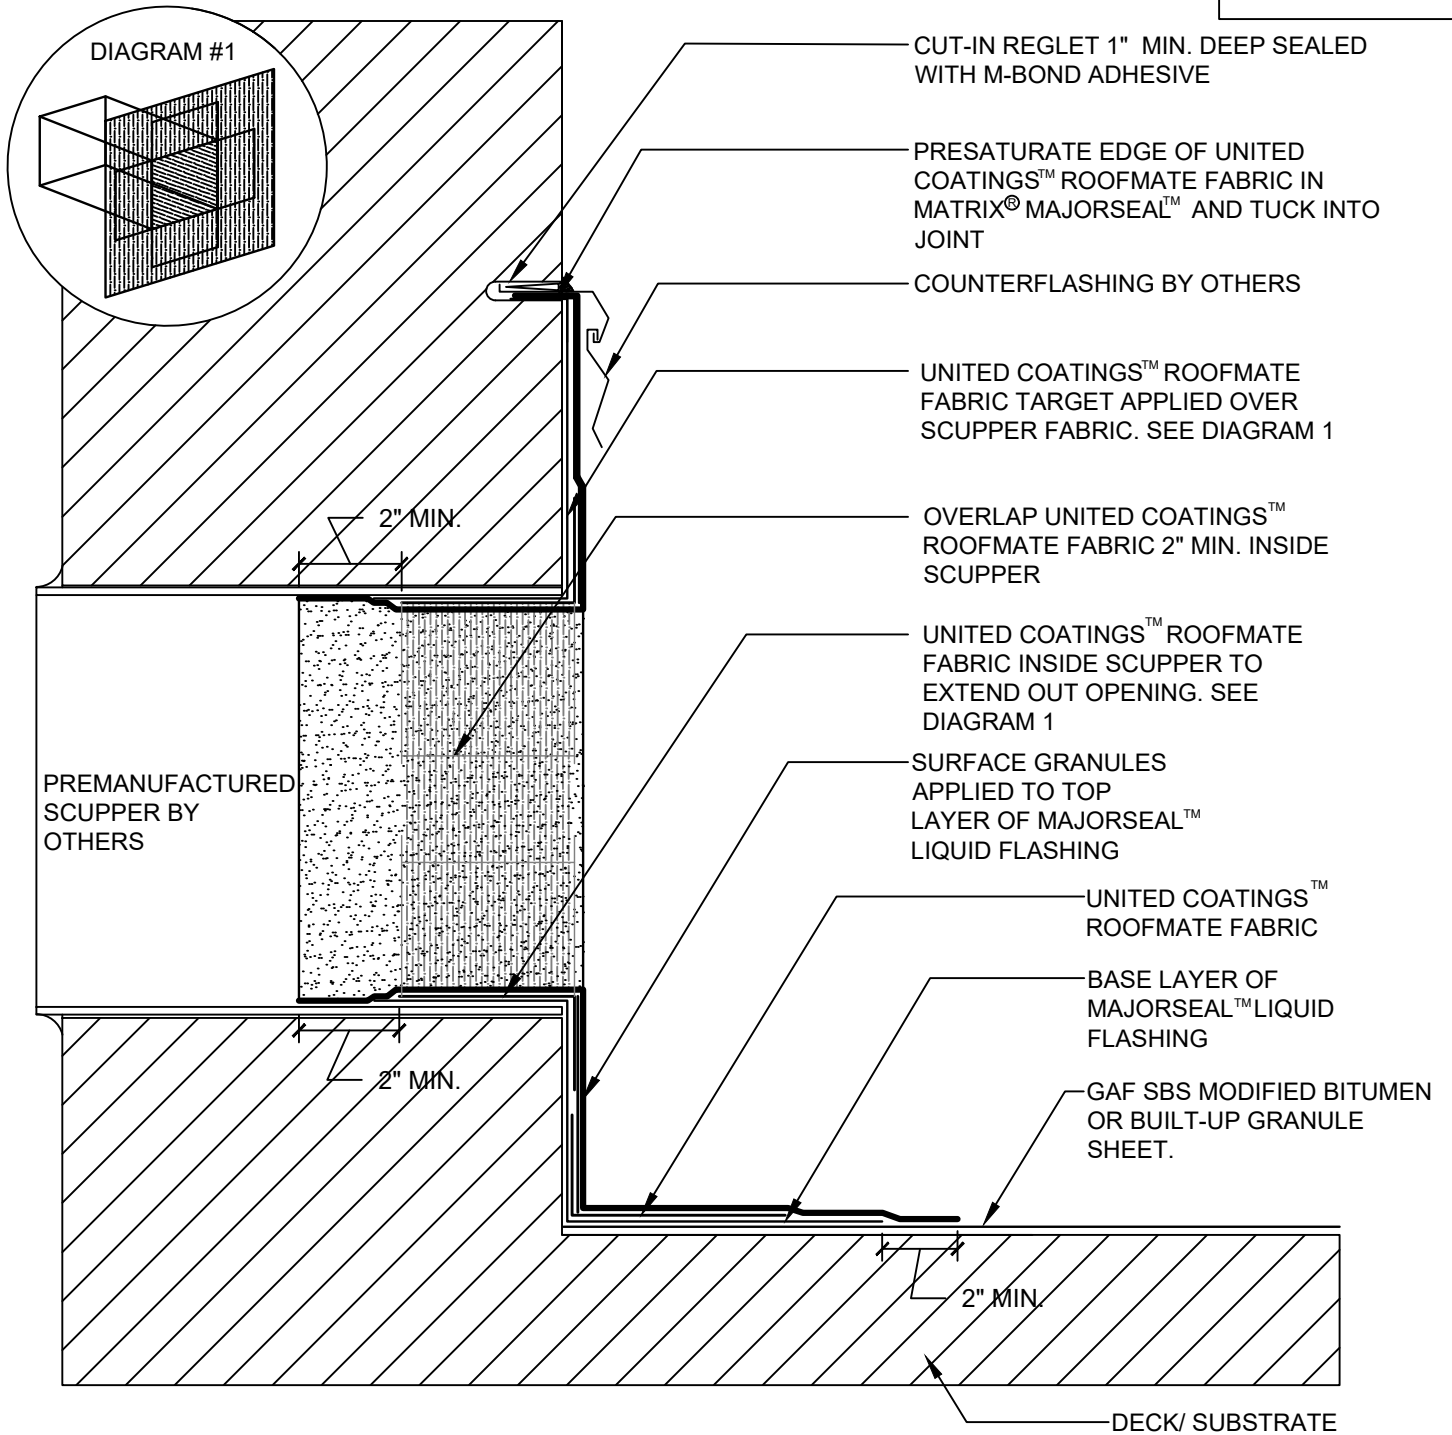 DIAGRAM #1
CUT-IN REGLET 1" MIN. DEEP SEALED
WITH M-BOND ADHESIVE
PRESATURATE EDGE OF UNITED
COATINGS™ ROOFMATE FABRIC IN
MATRIX® MAJORSEAL™ AND TUCK INTO
JOINT
COUNTERFLASHING BY OTHERS
UNITED COATINGS™ ROOFMATE
FABRIC TARGET APPLIED OVER
SCUPPER FABRIC. SEE DIAGRAM 1
2" MIN.
OVERLAP UNITED COATINGS™
ROOFMATE FABRIC 2" MIN. INSIDE
SCUPPER
UNITED COATINGS™ ROOFMATE
FABRIC INSIDE SCUPPER TO
EXTEND OUT OPENING. SEE
DIAGRAM 1
PREMANUFACTURED
SCUPPER BY
OTHERS
SURFACE GRANULES
APPLIED TO TOP
LAYER OF MAJORSEAL™
LIQUID FLASHING
UNITED COATINGS™
ROOFMATE FABRIC
BASE LAYER OF
MAJORSEAL™ LIQUID
FLASHING
2" MIN.
GAF SBS MODIFIED BITUMEN
OR BUILT-UP GRANULE
SHEET.
2" MIN.
DECK/ SUBSTRATE